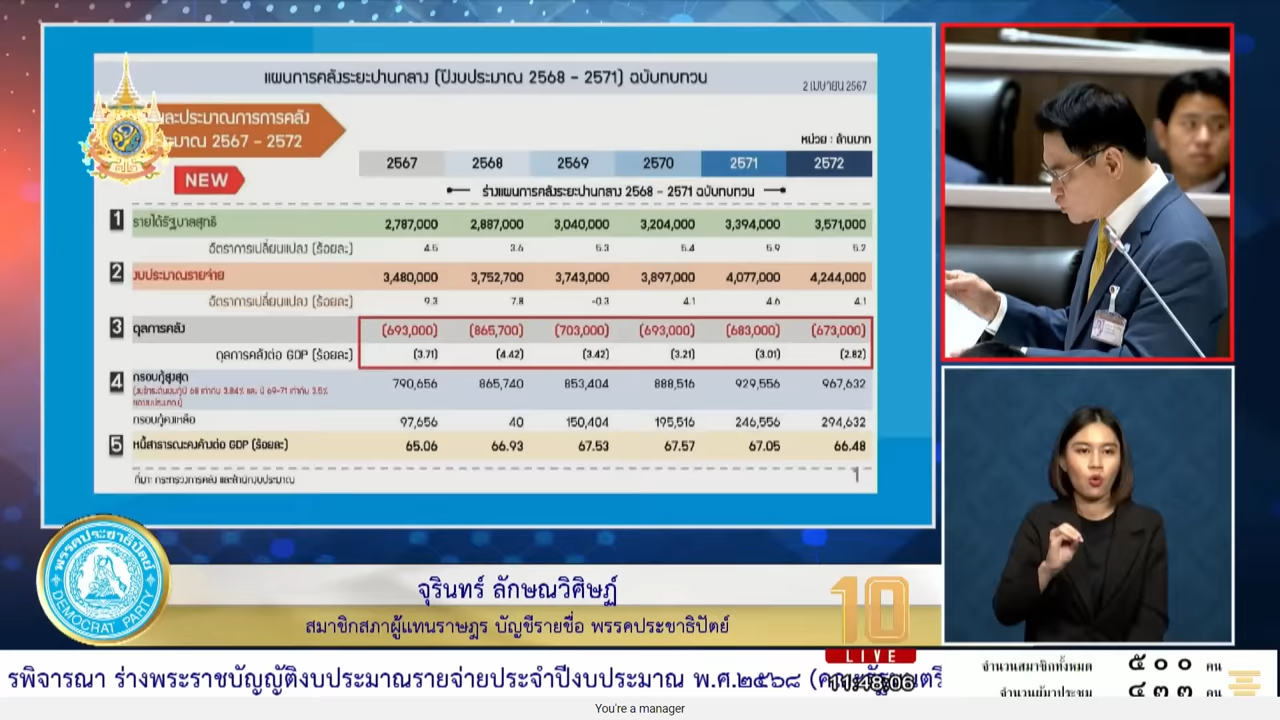 แผนการคลังระยะปานกลาง (ปีงบประมาณ 2568 - 2571) ฉบับทบทวน
2 เมษายน 2567
และประมาณการการคลัง
มาณ 2567 - 2572
NEW
หน่วย : ล้านบาท
2567 2568 2569 2570 2571 2572
ร่างแผนการคลังระยะปานกลาง 2568 - 2571 ฉบับทบทวน
1 รายได้รัฐบาลสุทธิ 2,787,000 2,887,000 3,040,000 3,204,000 3,394,000 3,571,000
อัตราการเปลี่ยนแปลง (ร้อยละ) 4.5 3.6 5.3 5.4 5.9 5.2
2 งบประมาณรายจ่าย 3,480,000 3,752,700 3,743,000 3,897,000 4,077,000 4,244,000
อัตราการเปลี่ยนแปลง (ร้อยละ) 9.3 7.8 -0.3 4.1 4.6 4.1
3 ดุลการคลัง (693,000) (865,700) (703,000) (693,000) (683,000) (673,000)
ดุลการคลังต่อ GDP (ร้อยละ) (3.71) (4.42) (3.42) (3.21) (3.01) (2.82)
4 กรอบกู้สูงสุด 790,656 865,740 853,404 888,516 929,556 967,632
กรอบกู้คงเหลือ 97,656 40 150,404 195,516 246,556 294,632
5 หนี้สาธารณะคงค้างต่อ GDP (ร้อยละ) 65.06 66.93 67.53 67.57 67.05 66.48
ที่มา: กระทรวงการคลัง และสำนักงบประมาณ
1
พรรคประชาธิปัตย์
DEMOCRAT PARTY
จุรินทร์ ลักษณวิศิษฏ์
สมาชิกสภาผู้แทนราษฎร บัญชีรายชื่อ พรรคประชาธิปัตย์
10
LIVE
11:48:06
รพิจารณา ร่างพระราชบัญญัติงบประมาณรายจ่ายประจำปีงบประมาณ พ.ศ.๒๕๖๘
จำนวนสมาชิกทั้งหมด ๕๐๐ คน
จำนวนผู้มาประชุม ๔๓๓ คน
You're a manager